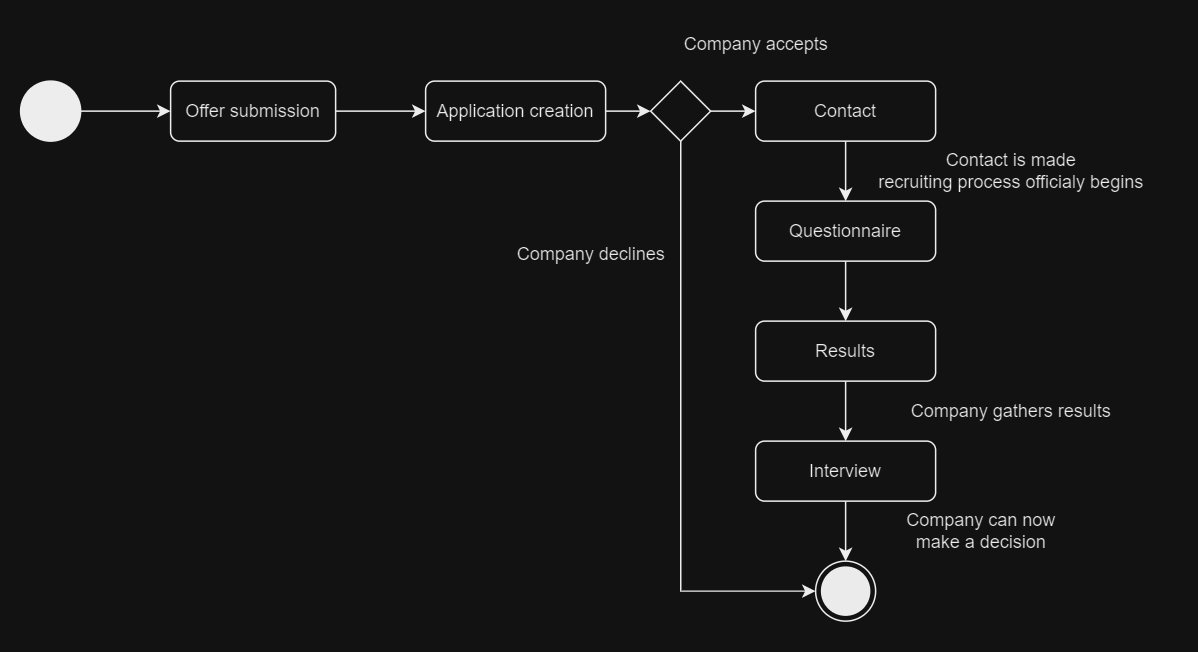 Company accepts
Offer submission
Application creation
Contact
Contact is made
recruiting process officialy begins
Questionnaire
Company declines
Results
Company gathers results
Interview
Company can now
make a decision